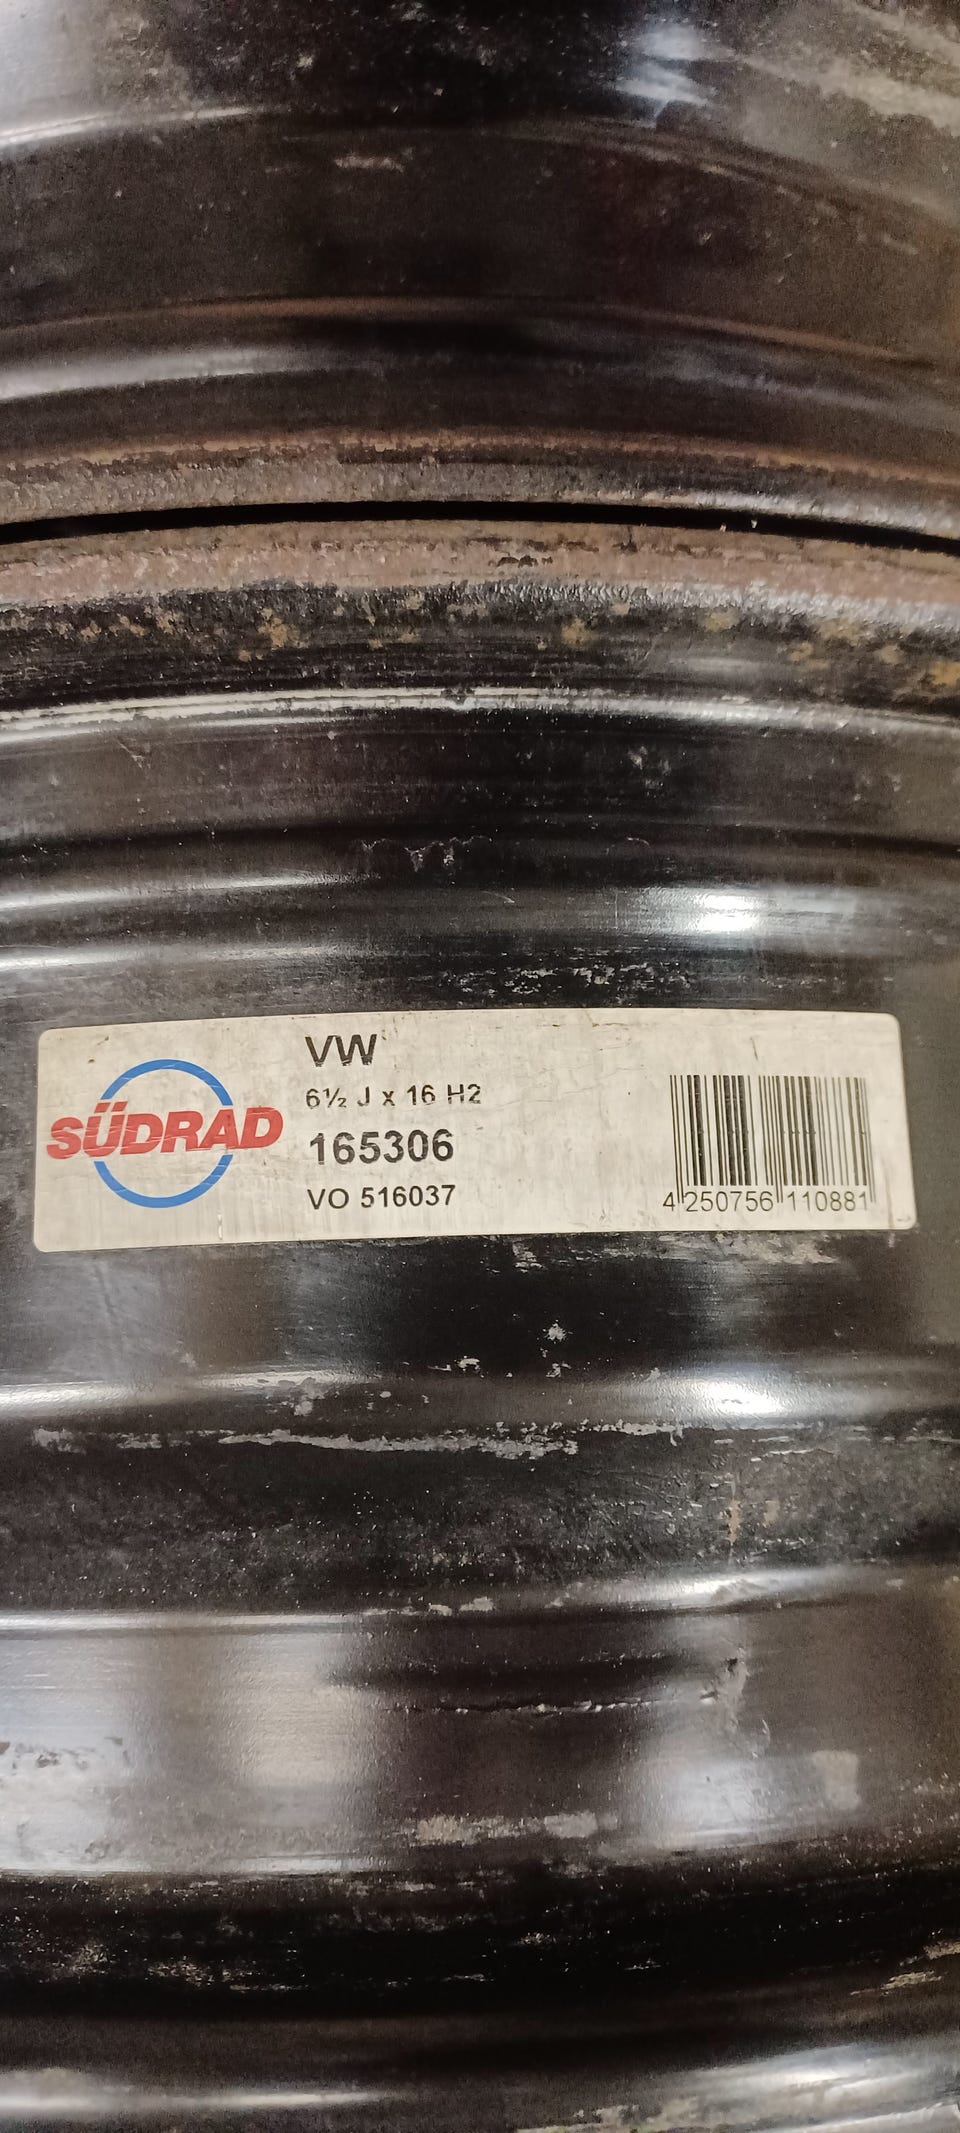 SÜDRAD
VW
6½ J x 16 H2
165306
VO 516037
4 250756 110881